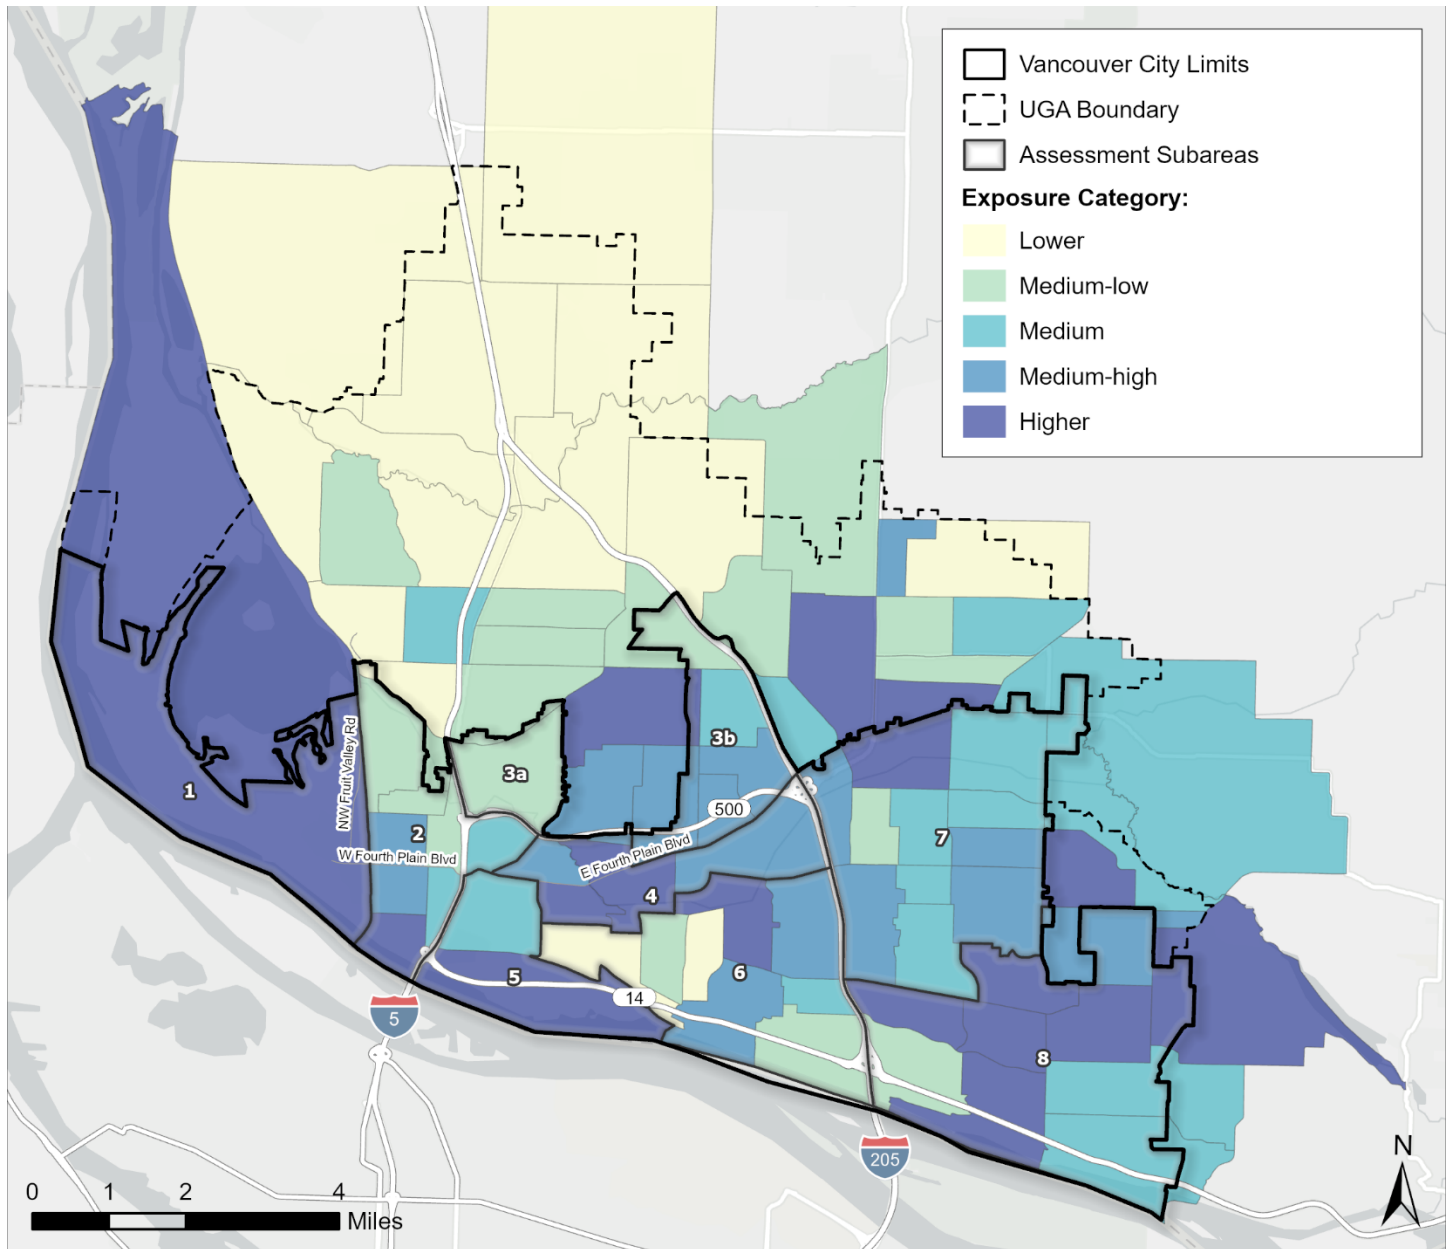 Vancouver City Limits
UGA Boundary
Assessment Subareas
Exposure Category:
Lower
Medium-low
Medium
Medium-high
Higher
1
NW Fruit Valley Rd
2
W Fourth Plain Blvd
3a
3b
500
E Fourth Plain Blvd
4
5
6
7
8
14
5
205
N
0 1 2 4
Miles